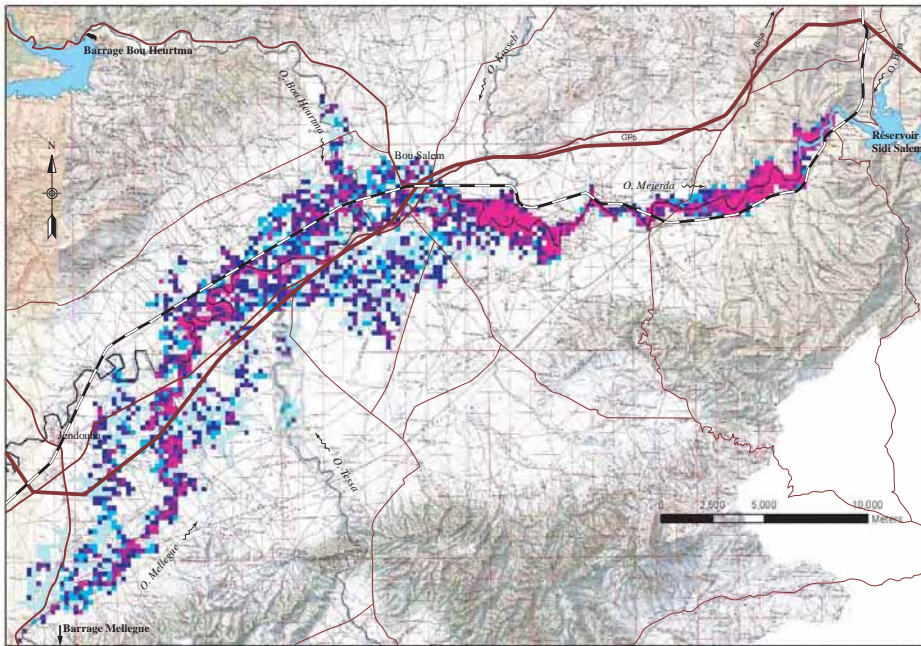 Barrage Bou Heurtma
O. Bou Heurtma
O. Kasseb
à Beja
O. Beja
Réservoir
Sidi Salem
GP6
N
Bou Salem
O. Mejerda
Jendouba
O. Tessa
O. Mellegue
Barrage Mellegue
0 2,500 5,000 10,000
Meters